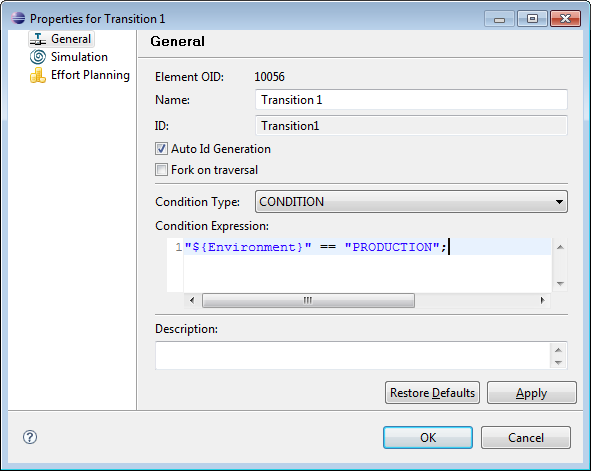 Properties for Transition 1
General
Simulation
Effort Planning
General
Element OID: 10056
Name: Transition 1
ID: Transition1
Auto Id Generation
Fork on traversal
Condition Type: CONDITION
Condition Expression:
1 "${Environment}" == "PRODUCTION";
Description:
Restore Defaults Apply
? OK Cancel